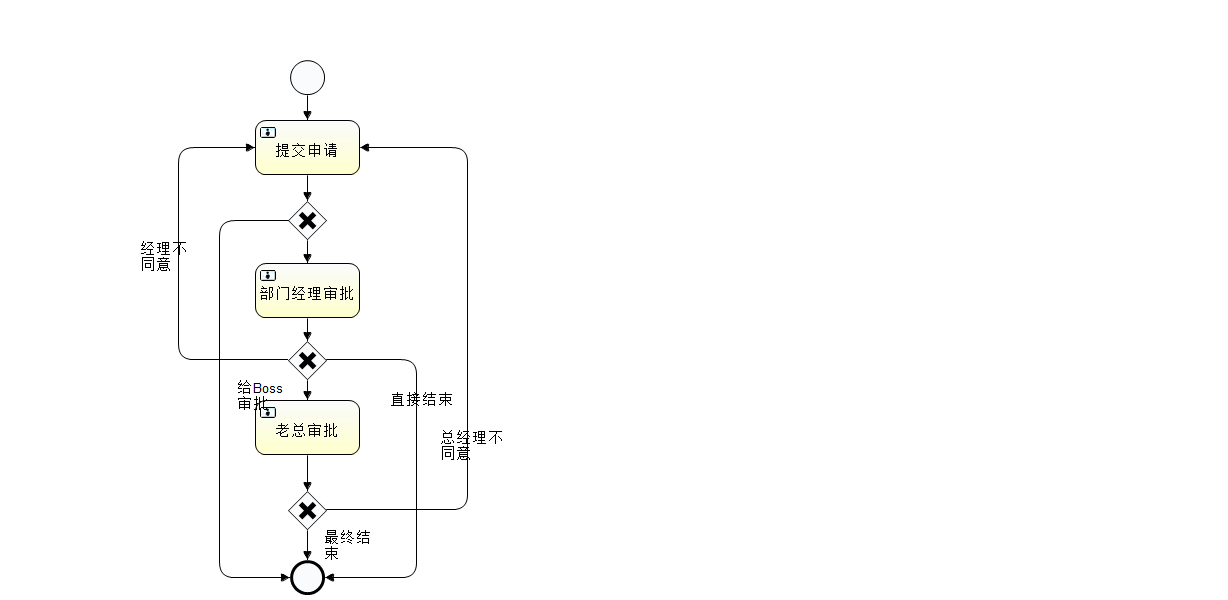 提交申请
经理不
同意
部门经理审批
给Boss
审批
直接结束
老总审批
总经理不
同意
最终结
束